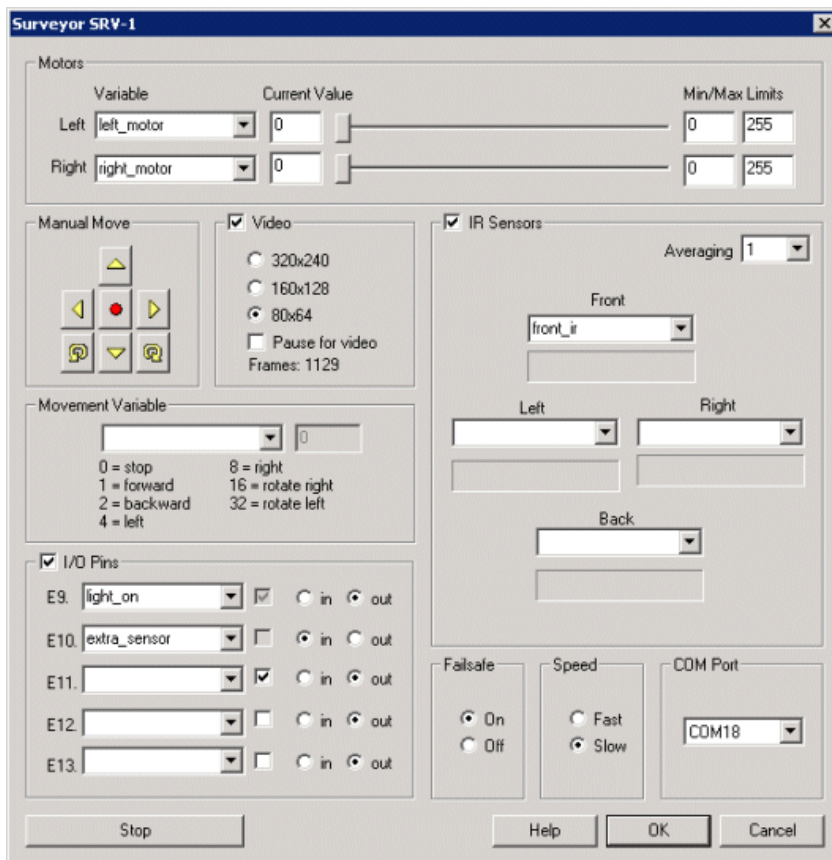 Surveyor SRV-1
Motors
Variable Current Value Min/Max Limits
Left left_motor 0 0 255
Right right_motor 0 0 255
Manual Move
Video
320x240
160x128
80x64
Pause for video
Frames: 1129
IR Sensors
Averaging 1
Front
front_ir
Left Right
Back
Movement Variable
0
0 = stop 8 = right
1 = forward 16 = rotate right
2 = backward 32 = rotate left
4 = left
I/O Pins
E9. light_on in out
E10. extra_sensor in out
E11. in out
E12. in out
E13. in out
Failsafe
On
Off
Speed
Fast
Slow
COM Port
COM18
Stop Help OK Cancel